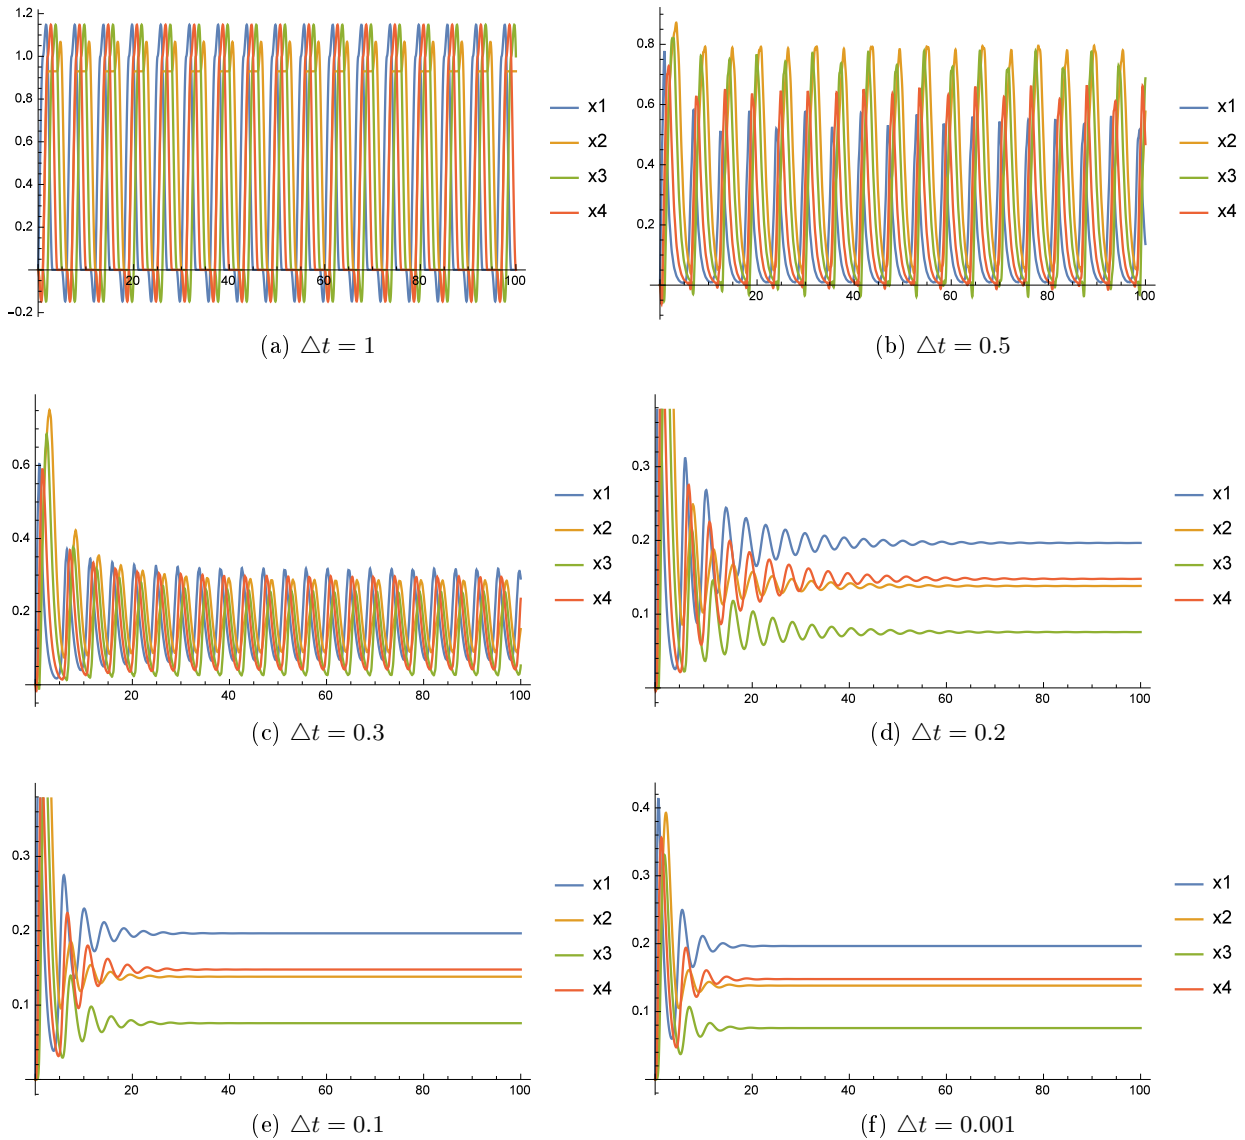 1.2
1.0
0.8
0.6
0.4
0.2
-0.2
20
40
60
80
100
x1
x2
x3
x4
(a) △t = 1
0.8
0.6
0.4
0.2
20
40
60
80
100
x1
x2
x3
x4
(b) △t = 0.5
0.6
0.4
0.2
20
40
60
80
100
x1
x2
x3
x4
(c) △t = 0.3
0.3
0.2
0.1
20
40
60
80
100
x1
x2
x3
x4
(d) △t = 0.2
0.3
0.2
0.1
20
40
60
80
100
x1
x2
x3
x4
(e) △t = 0.1
0.4
0.3
0.2
0.1
20
40
60
80
100
x1
x2
x3
x4
(f) △t = 0.001